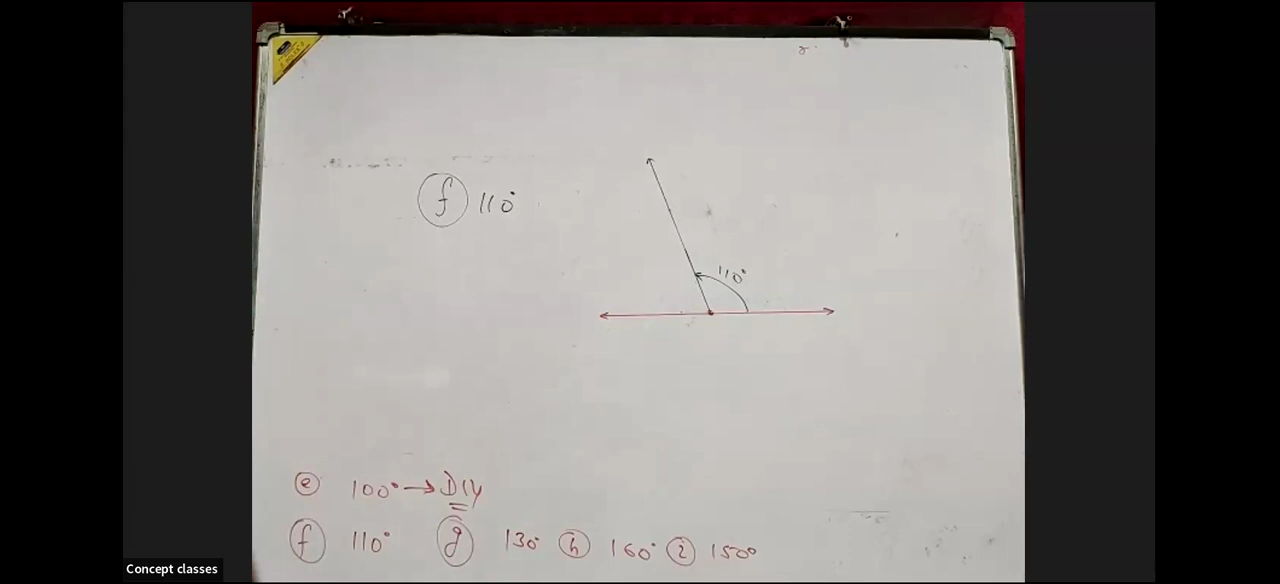 f 110°
110°
e 100° → DIY
f 110° g 130° h 160° i 150°
Concept classes